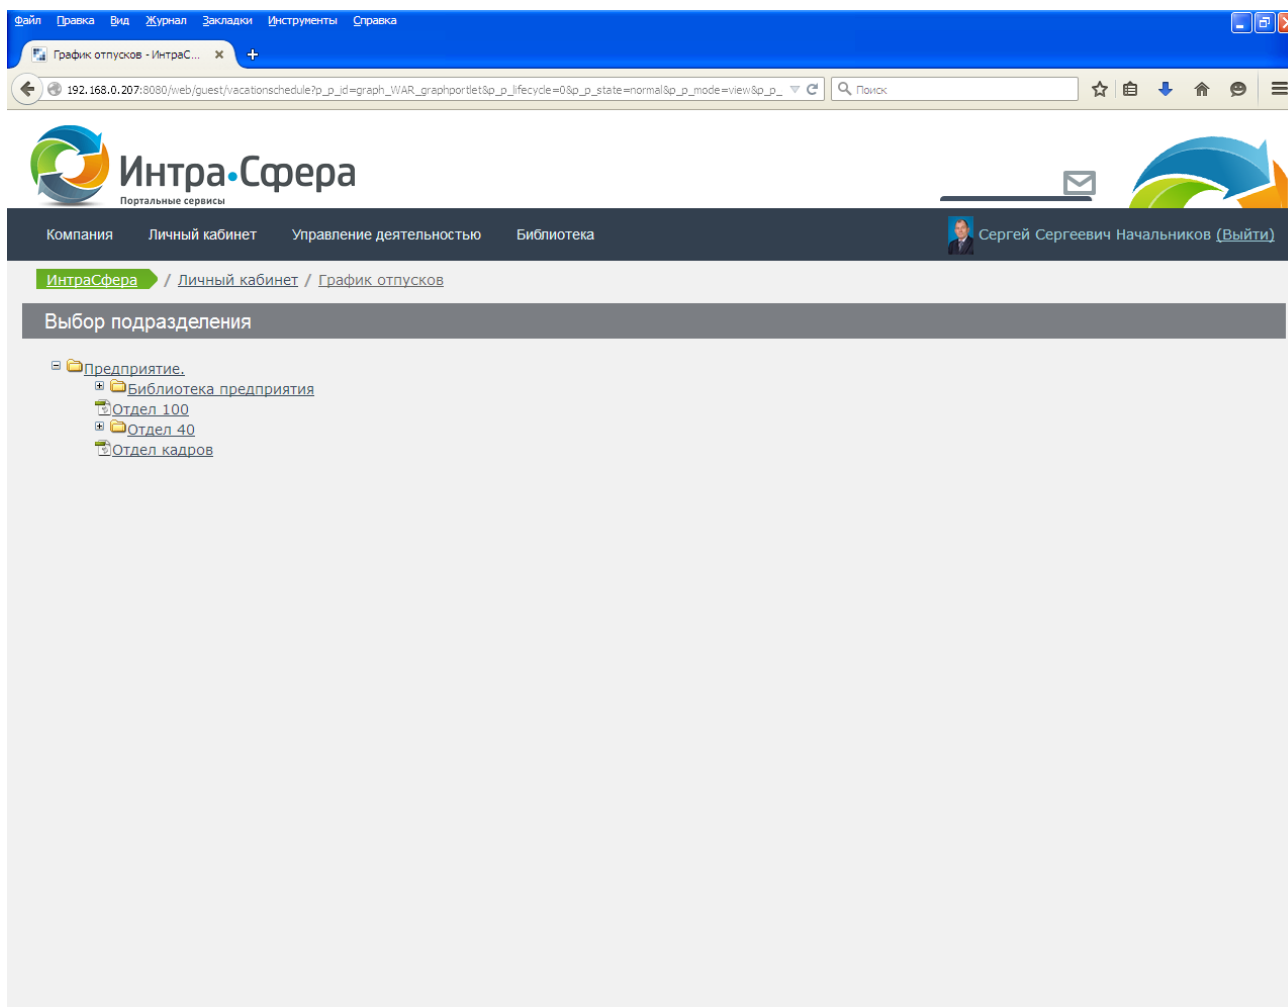 Файл Правка Вид Журнал Закладки Инструменты Справка
График отпусков - ИнтраС...
192.168.0.207:8080/web/guest/vacationschedule?p_p_id=graph_WAR_graphportlet&p_p_lifecycle=0&p_p_state=normal&p_p_mode=view&p_p_
Поиск
Интра•Сфера
Портальные сервисы
Компания Личный кабинет Управление деятельностью Библиотека Сергей Сергеевич Начальников (Выйти)
ИнтраСфера / Личный кабинет / График отпусков
Выбор подразделения
Предприятие.
Библиотека предприятия
Отдел 100
Отдел 40
Отдел кадров